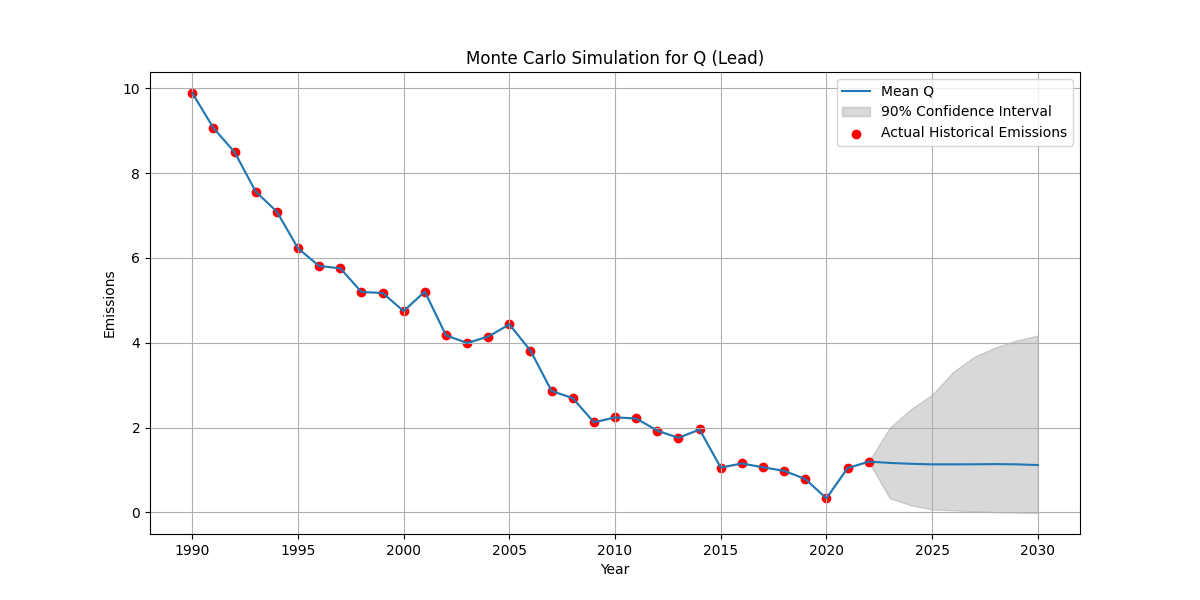 Monte Carlo Simulation for Q (Lead)
Mean Q
90% Confidence Interval
Actual Historical Emissions
Emissions
10
8
6
4
2
0
1990 1995 2000 2005 2010 2015 2020 2025 2030
Year